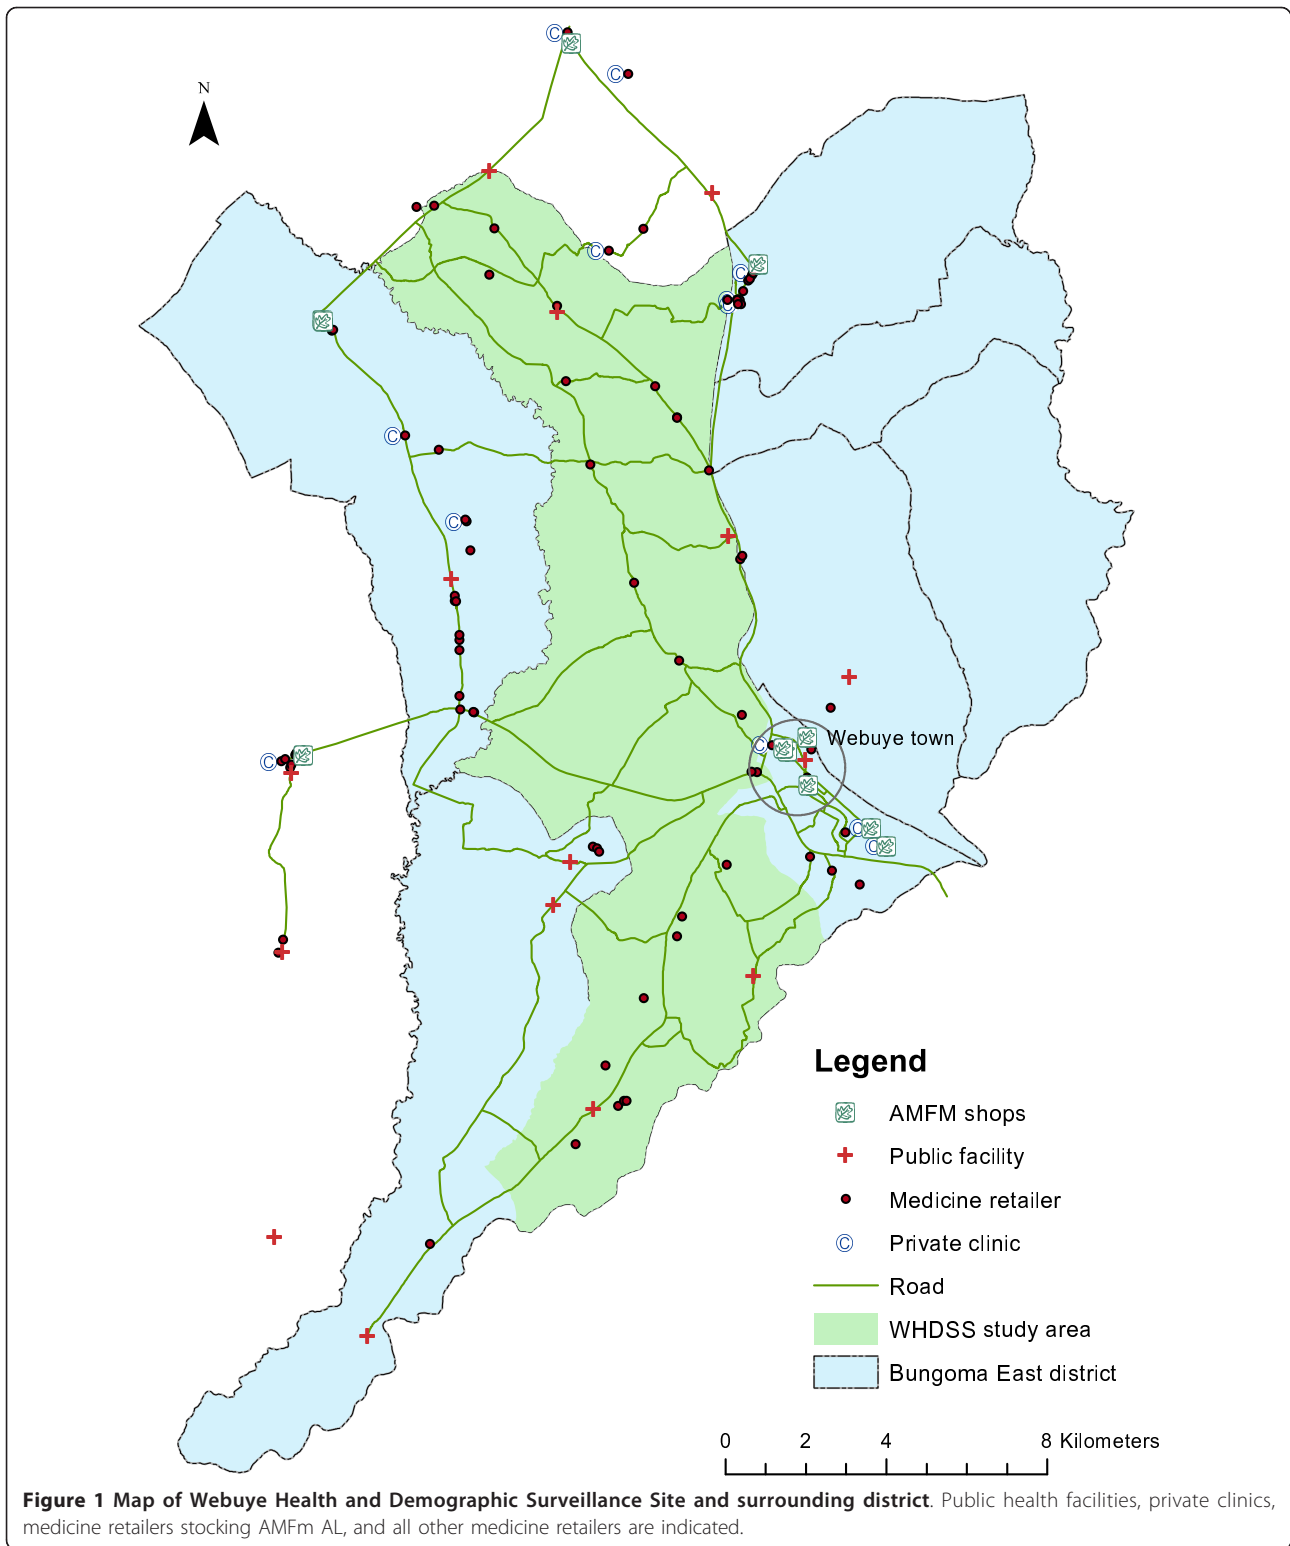 N
Webuye town
Legend
AMFM shops
Public facility
Medicine retailer
Private clinic
Road
WHDSS study area
Bungoma East district
0 2 4 8 Kilometers
Figure 1 Map of Webuye Health and Demographic Surveillance Site and surrounding district. Public health facilities, private clinics,
medicine retailers stocking AMFm AL, and all other medicine retailers are indicated.